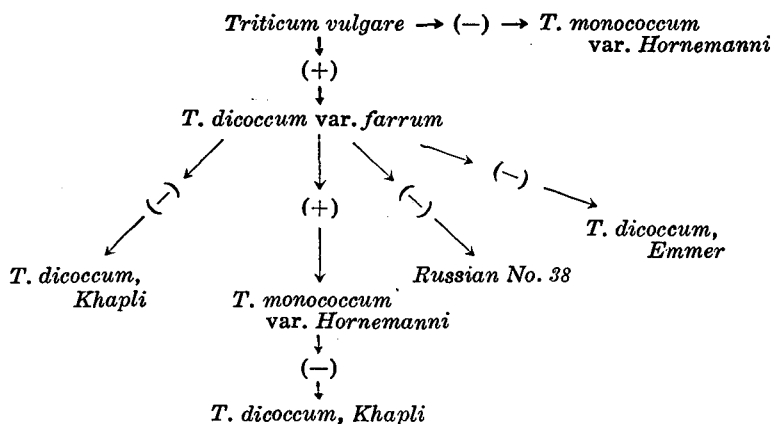 Triticum vulgare → (−) → T. monococcum
var. Hornemanni
(+)
T. dicoccum var. farrum
(−)
(+)
(−)
(−)
T. dicoccum,
Emmer
T. dicoccum,
Khapli
Russian No. 38
T. monococcum
var. Hornemanni
(−)
T. dicoccum, Khapli